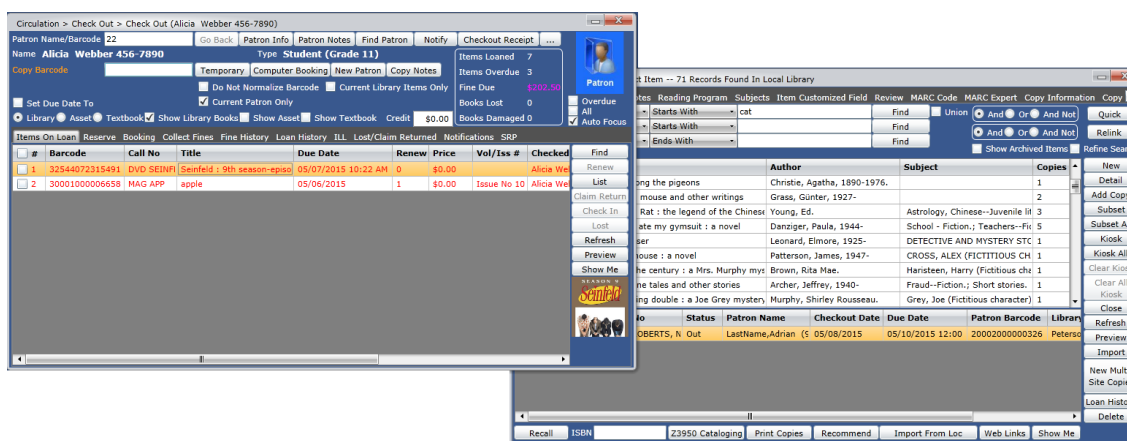 Circulation > Check Out > Check Out (Alicia Webber 456-7890)
Patron Name/Barcode 22 Go Back Patron Info Patron Notes Find Patron Notify Checkout Receipt ...
Name Alicia Webber 456-7890 Type Student (Grade 11) Items Loaned 7
Copy Barcode Temporary Computer Booking New Patron Copy Notes Items Overdue 3
Do Not Normalize Barcode Current Library Items Only Fine Due $202.50 Patron
Set Due Date To Current Patron Only Books Lost 0 Overdue
All
Library Asset Textbook Show Library Books Show Asset Show Textbook Credit $0.00 Books Damaged 0 Auto Focus
Items On Loan Reserve Booking Collect Fines Fine History Loan History ILL Lost/Claim Returned Notifications SRP
# Barcode Call No Title Due Date Renew Price Vol/Iss # Checked Find
1 32544072315491 DVD SEINF Seinfeld : 9th season-episo 05/07/2015 10:22 AM 0 $0.00 Alicia We Renew
2 30001000006658 MAG APP apple 05/06/2015 1 $0.00 Issue No 10 Alicia We List
Claim Return
Check In
Lost
Refresh
Preview
Show Me
SEASON 9
Seinfeld
ct Item -- 71 Records Found In Local Library
tes Reading Program Subjects Item Customized Field Review MARC Code MARC Expert Copy Information Copy
Starts With cat Find Union And Or And Not Quick
Starts With Find And Or And Not Relink
Ends With Find Show Archived Items Refine Sear
Author Subject Copies New
ong the pigeons Christie, Agatha, 1890-1976. 1 Detail
mouse and other writings Grass, Günter, 1927- 2 Add Copy
Rat : the legend of the Chinese Young, Ed. Astrology, Chinese--Juvenile lit 3 Subset
ate my gymsuit : a novel Danziger, Paula, 1944- School - Fiction.; Teachers--Fic 5 Subset A
ser Leonard, Elmore, 1925- DETECTIVE AND MYSTERY STO 1 Kiosk
ouse : a novel Patterson, James, 1947- CROSS, ALEX (FICTITIOUS CH 1 Kiosk All
he century : a Mrs. Murphy mys Brown, Rita Mae. Haristeen, Harry (Fictitious cha 1 Clear Kios
ne tales and other stories Archer, Jeffrey, 1940- Fraud--Fiction.; Short stories. 1 Clear All
Kiosk
ing double : a Joe Grey mystery Murphy, Shirley Rousseau. Grey, Joe (Fictitious character) 1 Close
No Status Patron Name Checkout Date Due Date Patron Barcode Library Refresh
OBERTS, N Out LastName,Adrian (9 05/08/2015 05/10/2015 12:00 20002000000326 Peterso Preview
Import
New Mult
Site Copie
Loan Histo
Delete
Recall ISBN Z3950 Cataloging Print Copies Recommend Import From Loc Web Links Show Me